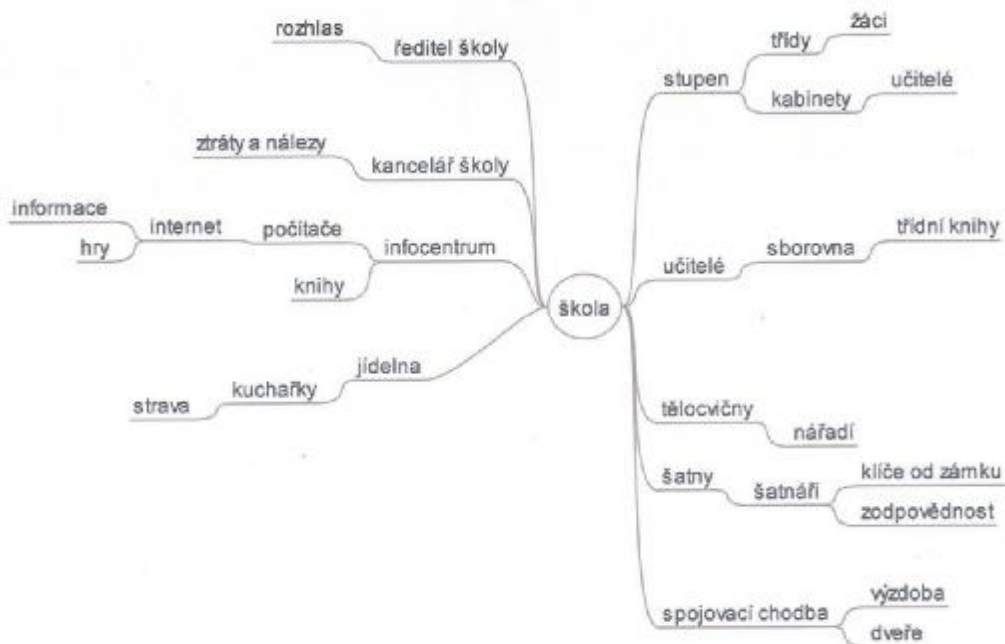 rozhlas
ředitel školy
ztráty a nálezy
kancelář školy
informace
hry
internet
počítače
knihy
infocentrum
strava
kuchařky
jídelna
škola
stupen
třídy
žáci
kabinety
učitelé
učitelé
sborovna
třídní knihy
tělocvičny
nářadí
šatny
šatnáři
klíče od zámku
zodpovědnost
spojovací chodba
výzdoba
dveře